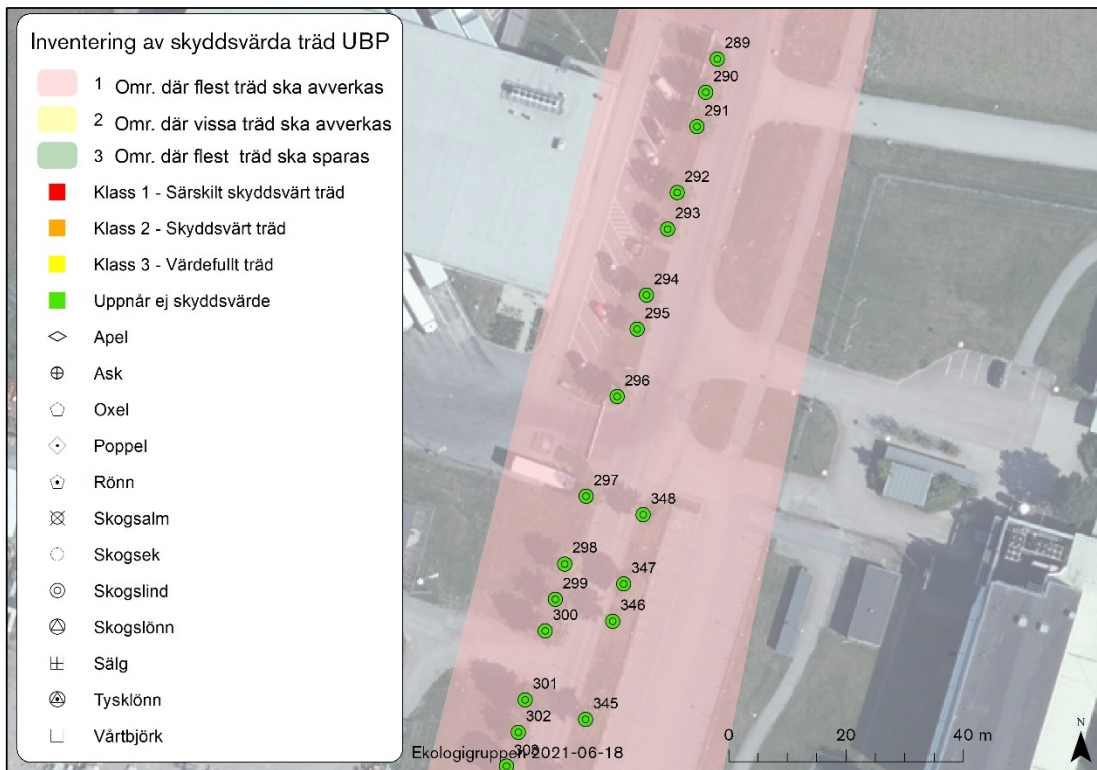 Inventering av skyddsvärda träd UBP
1 Omr. där flest träd ska avverkas
2 Omr. där vissa träd ska avverkas
3 Omr. där flest träd ska sparas
Klass 1 - Särskilt skyddsvärt träd
Klass 2 - Skyddsvärt träd
Klass 3 - Värdefullt träd
Uppnår ej skyddsvärde
Apel
Ask
Oxel
Poppel
Rönn
Skogsalm
Skogsek
Skogslind
Skogslönn
Sälg
Tysklönn
Vårtbjörk
289
290
291
292
293
294
295
296
297
348
298
347
299
346
300
301
345
302
303
Ekologigruppen 2021-06-18
0 20 40 m
N